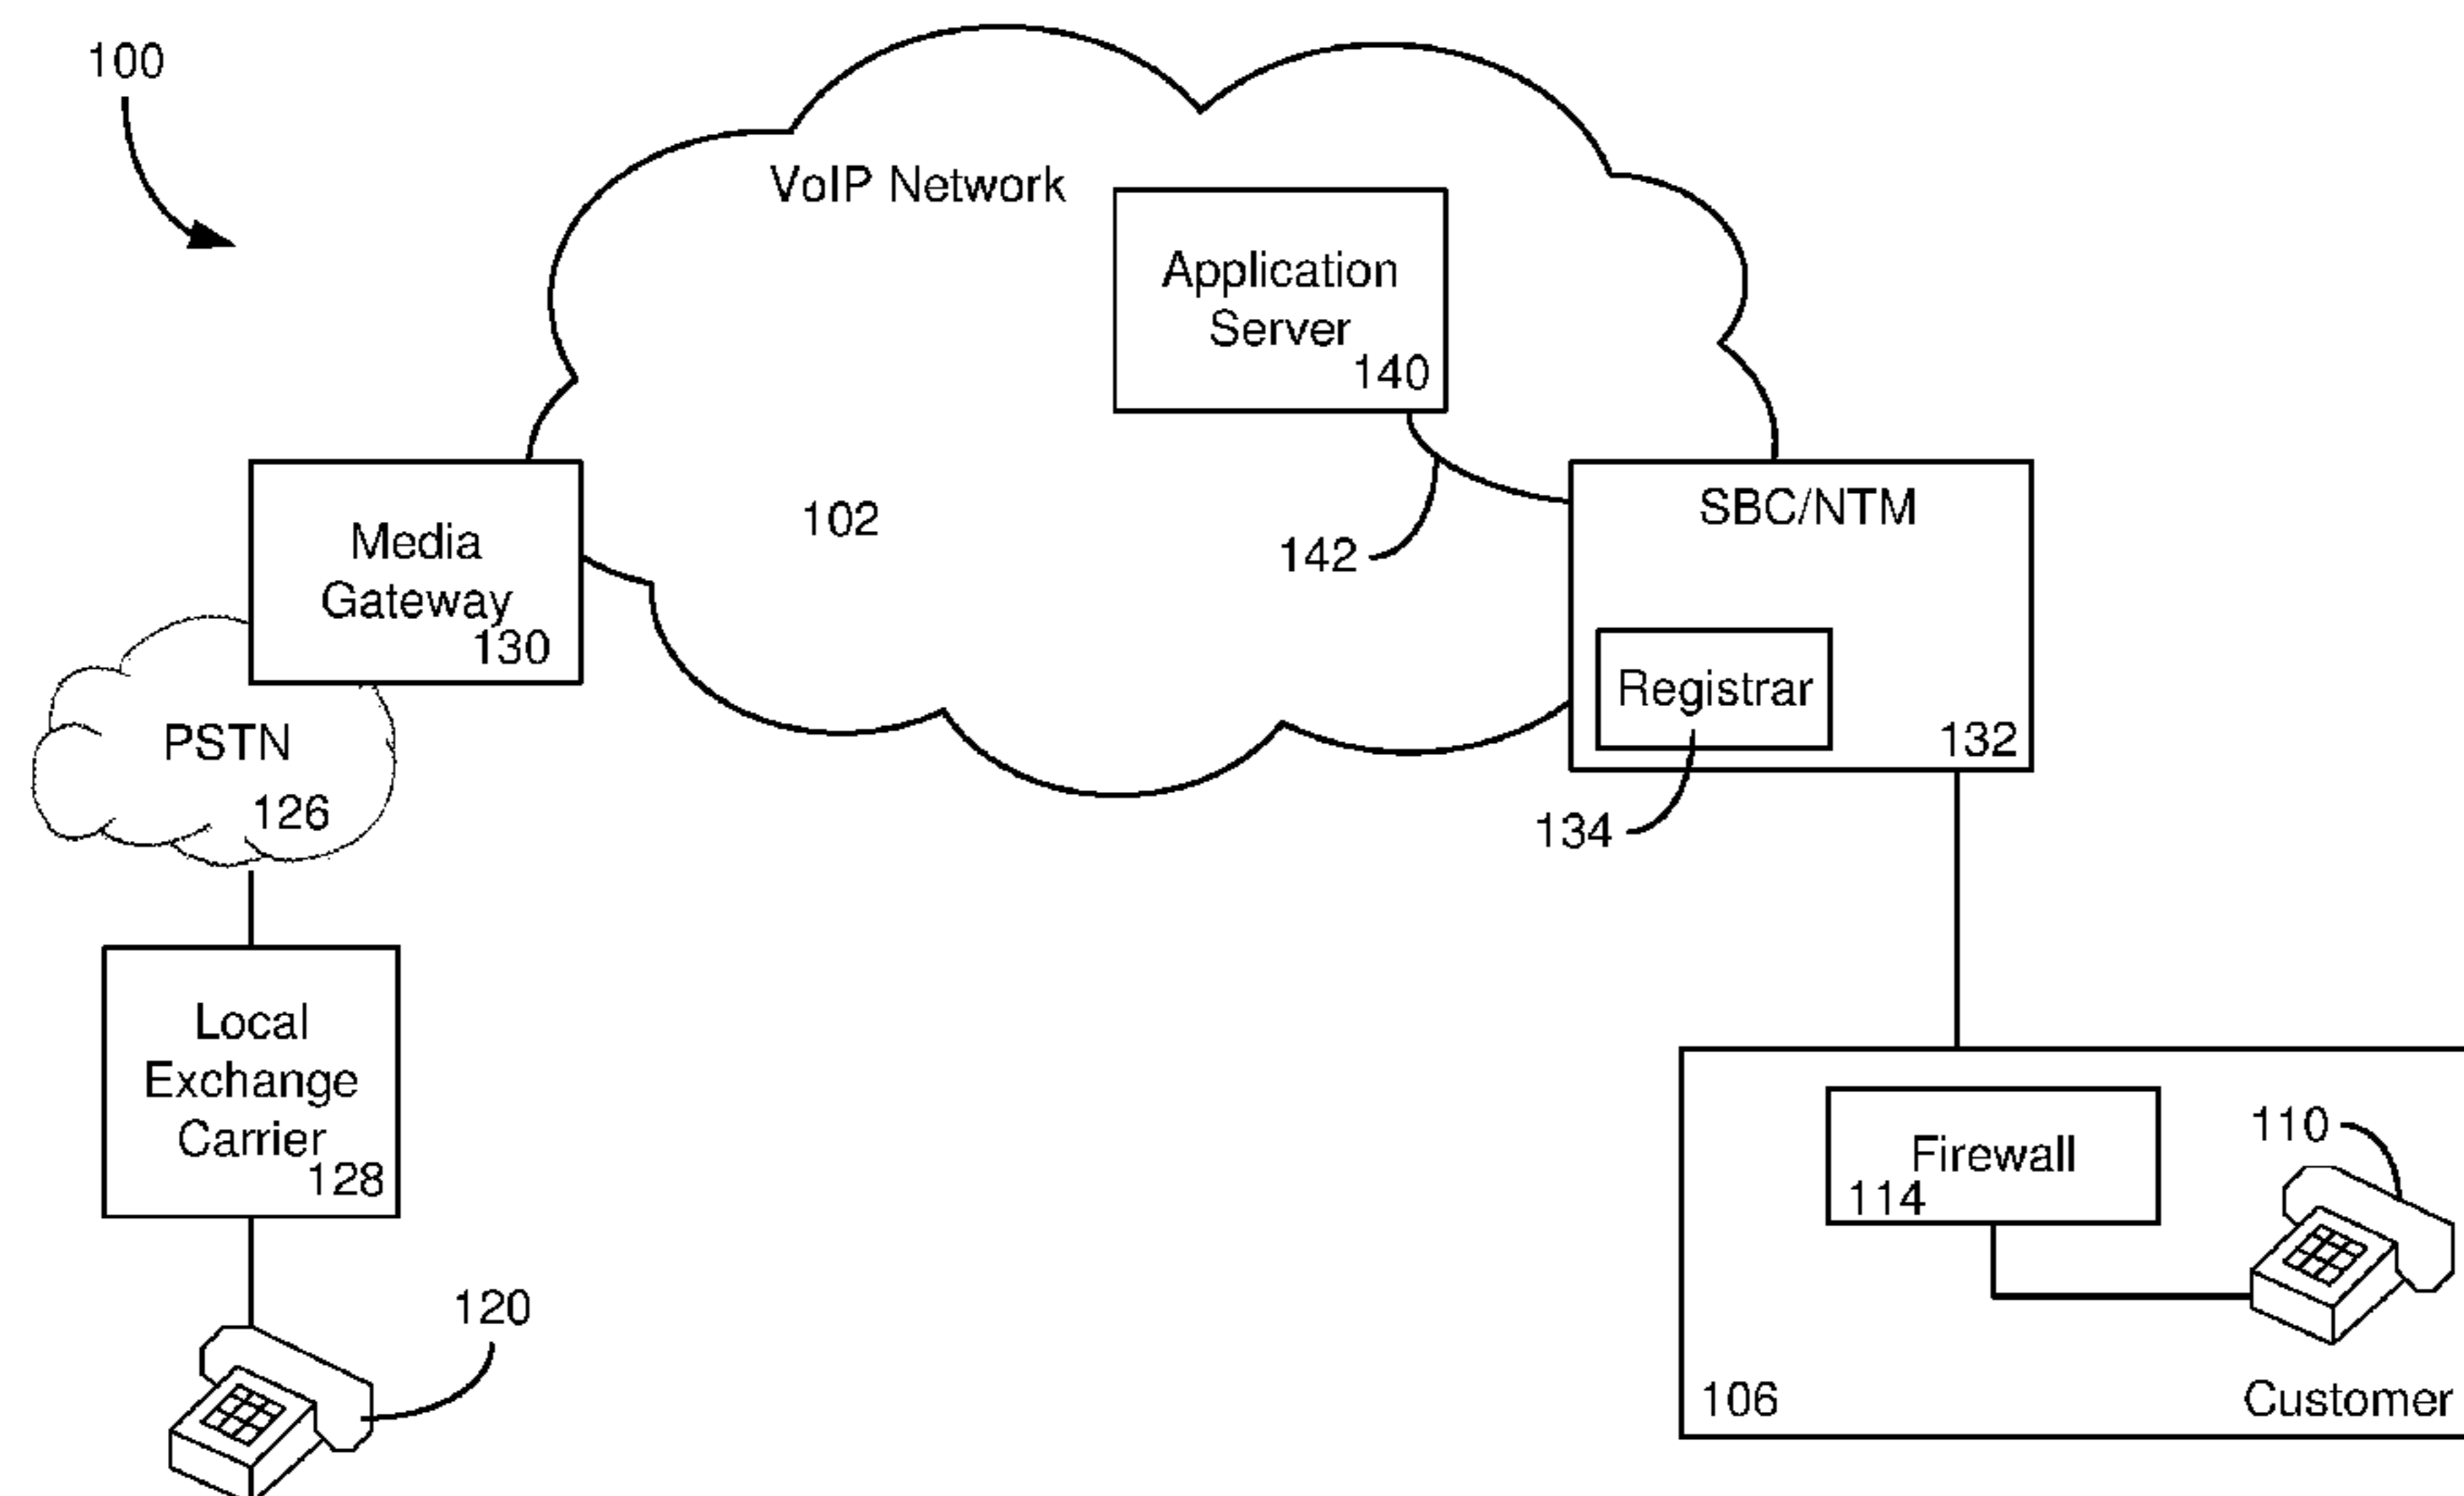 100
VoIP Network
Application
Server
140
Media
Gateway
130
102
142
SBC/NTM
Registrar
132
134
PSTN
126
Local
Exchange
Carrier
128
120
Firewall
114
110
106
Customer